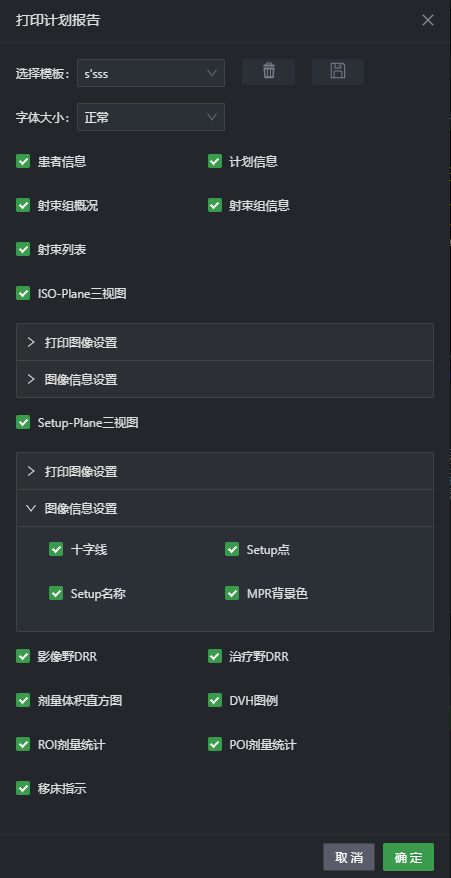 打印计划报告
选择模板: s'sss
字体大小: 正常
患者信息 计划信息
射束组概况 射束组信息
射束列表
ISO-Plane三视图
打印图像设置
图像信息设置
Setup-Plane三视图
打印图像设置
图像信息设置
十字线 Setup点
Setup名称 MPR背景色
影像野DRR 治疗野DRR
剂量体积直方图 DVH图例
ROI剂量统计 POI剂量统计
移床指示
取消 确定